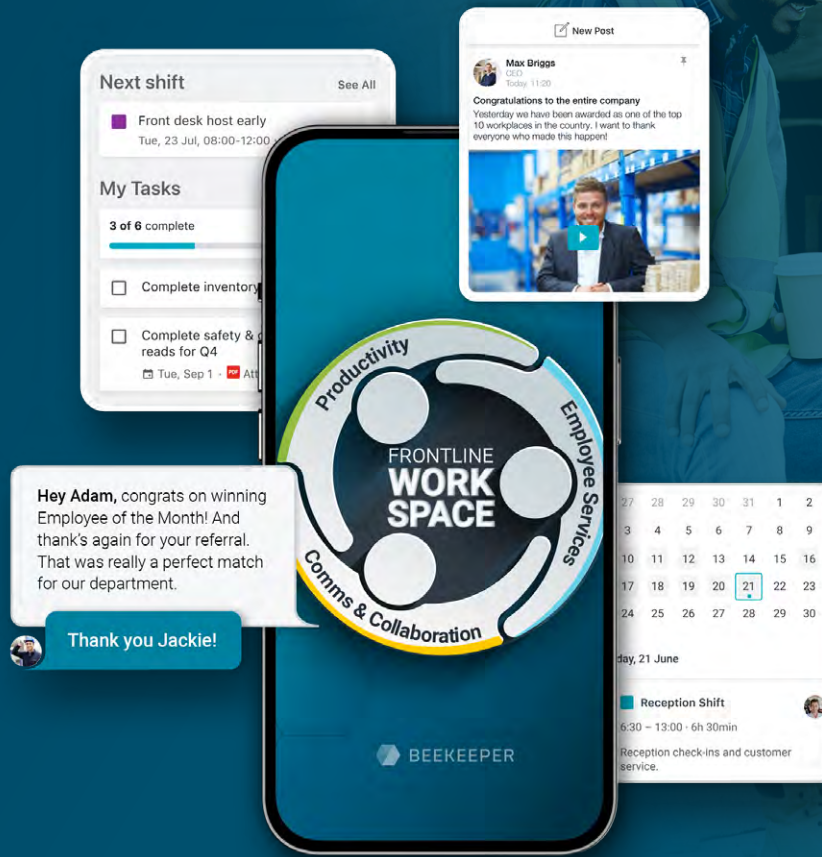 New Post
Max Briggs
CEO
Today, 11:20
Congratulations to the entire company
Yesterday we have been awarded as one of the top
10 workplaces in the country. I want to thank
everyone who made this happen!
Next shift
See All
Front desk host early
Tue, 23 Jul, 08:00-12:00
My Tasks
3 of 6 complete
Complete inventory
Complete safety &
reads for Q4
Tue, Sep 1 · PDF Att
Productivity
Employee Services
Comms & Collaboration
FRONTLINE
WORK
SPACE
Hey Adam, congrats on winning
Employee of the Month! And
thank's again for your referral.
That was really a perfect match
for our department.
Thank you Jackie!
BEEKEEPER
27 28 29 30 31 1 2
3 4 5 6 7 8 9
10 11 12 13 14 15 16
17 18 19 20 21 22 23
24 25 26 27 28 29 30
day, 21 June
Reception Shift
6:30 – 13:00 · 6h 30min
Reception check-ins and customer
service.